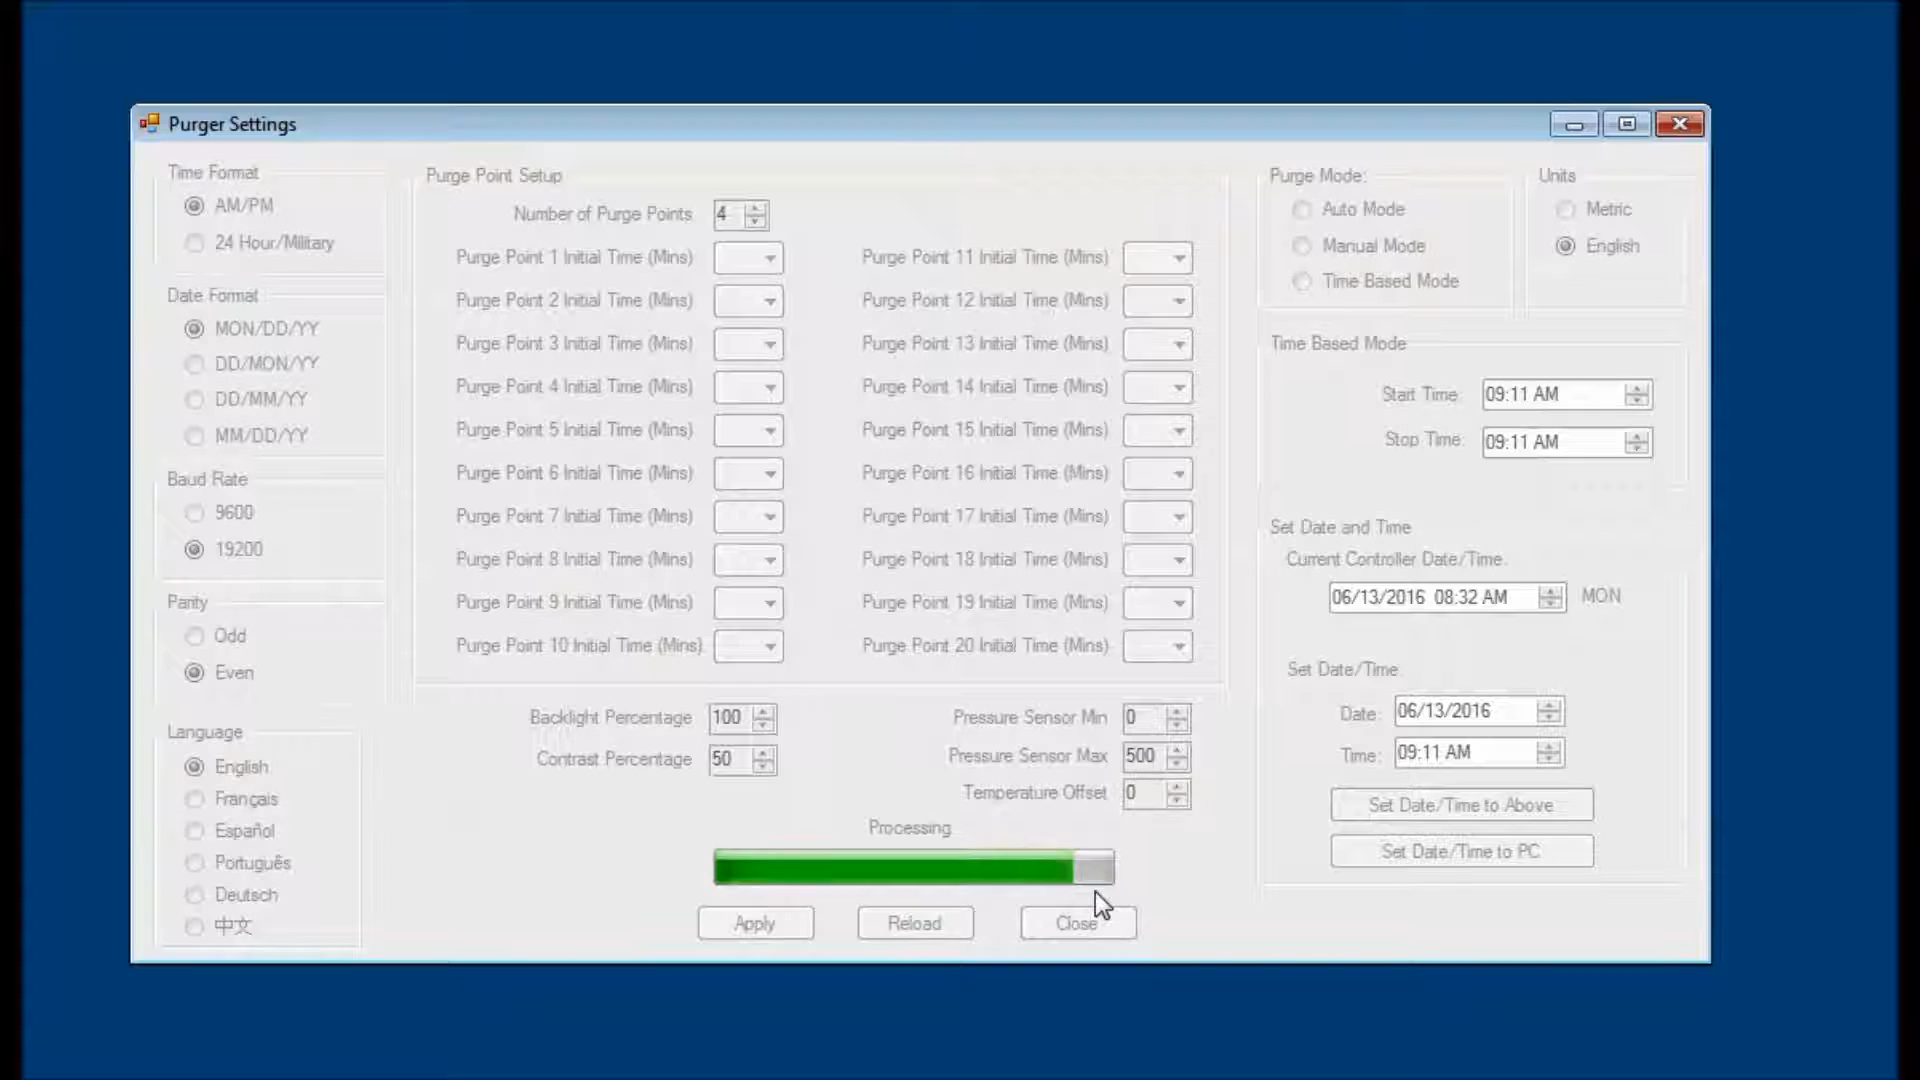 Purger Settings
Time Format
AM/PM
24 Hour/Military
Date Format
MON/DD/YY
DD/MON/YY
DD/MM/YY
MM/DD/YY
Baud Rate
9600
19200
Parity
Odd
Even
Language
English
Français
Español
Português
Deutsch
中文
Purge Point Setup
Number of Purge Points 4
Purge Point 1 Initial Time (Mins)
Purge Point 2 Initial Time (Mins)
Purge Point 3 Initial Time (Mins)
Purge Point 4 Initial Time (Mins)
Purge Point 5 Initial Time (Mins)
Purge Point 6 Initial Time (Mins)
Purge Point 7 Initial Time (Mins)
Purge Point 8 Initial Time (Mins)
Purge Point 9 Initial Time (Mins)
Purge Point 10 Initial Time (Mins)
Purge Point 11 Initial Time (Mins)
Purge Point 12 Initial Time (Mins)
Purge Point 13 Initial Time (Mins)
Purge Point 14 Initial Time (Mins)
Purge Point 15 Initial Time (Mins)
Purge Point 16 Initial Time (Mins)
Purge Point 17 Initial Time (Mins)
Purge Point 18 Initial Time (Mins)
Purge Point 19 Initial Time (Mins)
Purge Point 20 Initial Time (Mins)
Backlight Percentage 100
Contrast Percentage 50
Pressure Sensor Min 0
Pressure Sensor Max 500
Temperature Offset 0
Processing
Apply
Reload
Close
Purge Mode:
Auto Mode
Manual Mode
Time Based Mode
Units
Metric
English
Time Based Mode
Start Time: 09:11 AM
Stop Time: 09:11 AM
Set Date and Time
Current Controller Date/Time:
06/13/2016 08:32 AM MON
Set Date/Time:
Date: 06/13/2016
Time: 09:11 AM
Set Date/Time to Above
Set Date/Time to PC